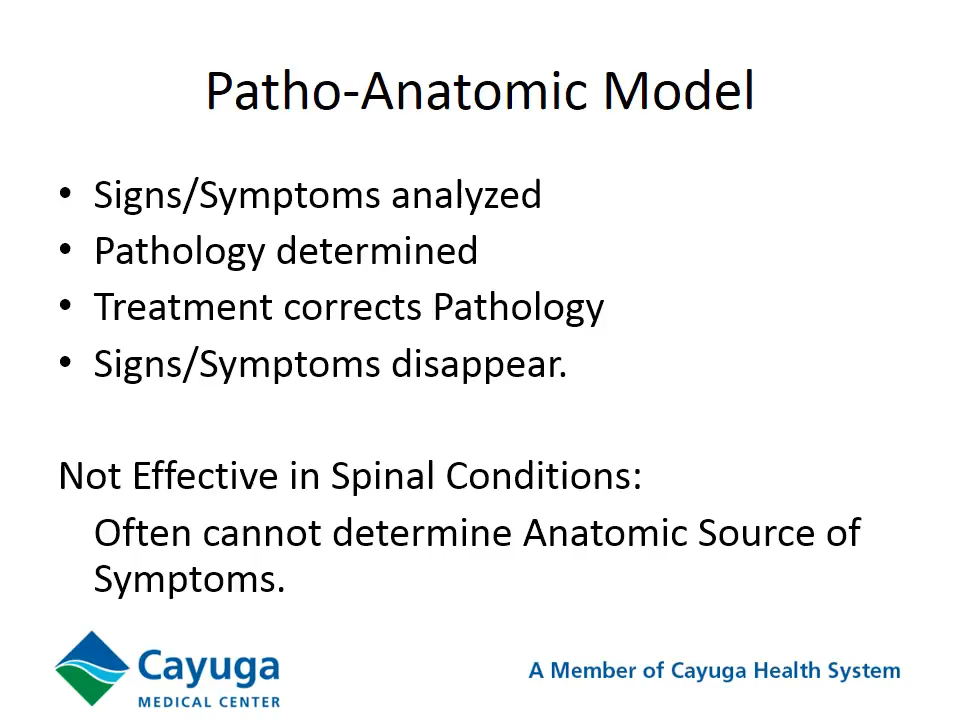 Patho-Anatomic Model
• Signs/Symptoms analyzed
• Pathology determined
• Treatment corrects Pathology
• Signs/Symptoms disappear.
Not Effective in Spinal Conditions:
Often cannot determine Anatomic Source of
Symptoms.
Cayuga
MEDICAL CENTER
A Member of Cayuga Health System